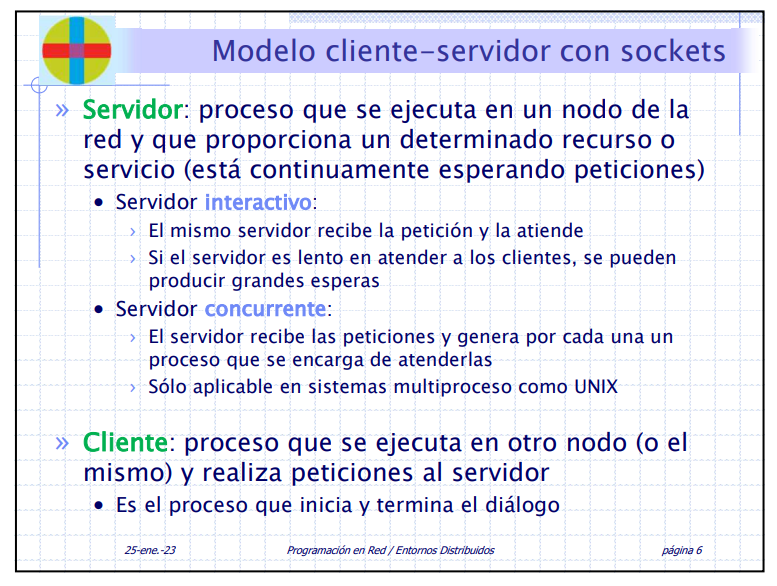 Modelo cliente-servidor con sockets
» Servidor: proceso que se ejecuta en un nodo de la
red y que proporciona un determinado recurso o
servicio (está continuamente esperando peticiones)
• Servidor interactivo:
› El mismo servidor recibe la petición y la atiende
› Si el servidor es lento en atender a los clientes, se pueden
producir grandes esperas
• Servidor concurrente:
› El servidor recibe las peticiones y genera por cada una un
proceso que se encarga de atenderlas
› Sólo aplicable en sistemas multiproceso como UNIX
» Cliente: proceso que se ejecuta en otro nodo (o el
mismo) y realiza peticiones al servidor
• Es el proceso que inicia y termina el diálogo
25-ene.-23 Programación en Red / Entornos Distribuidos página 6